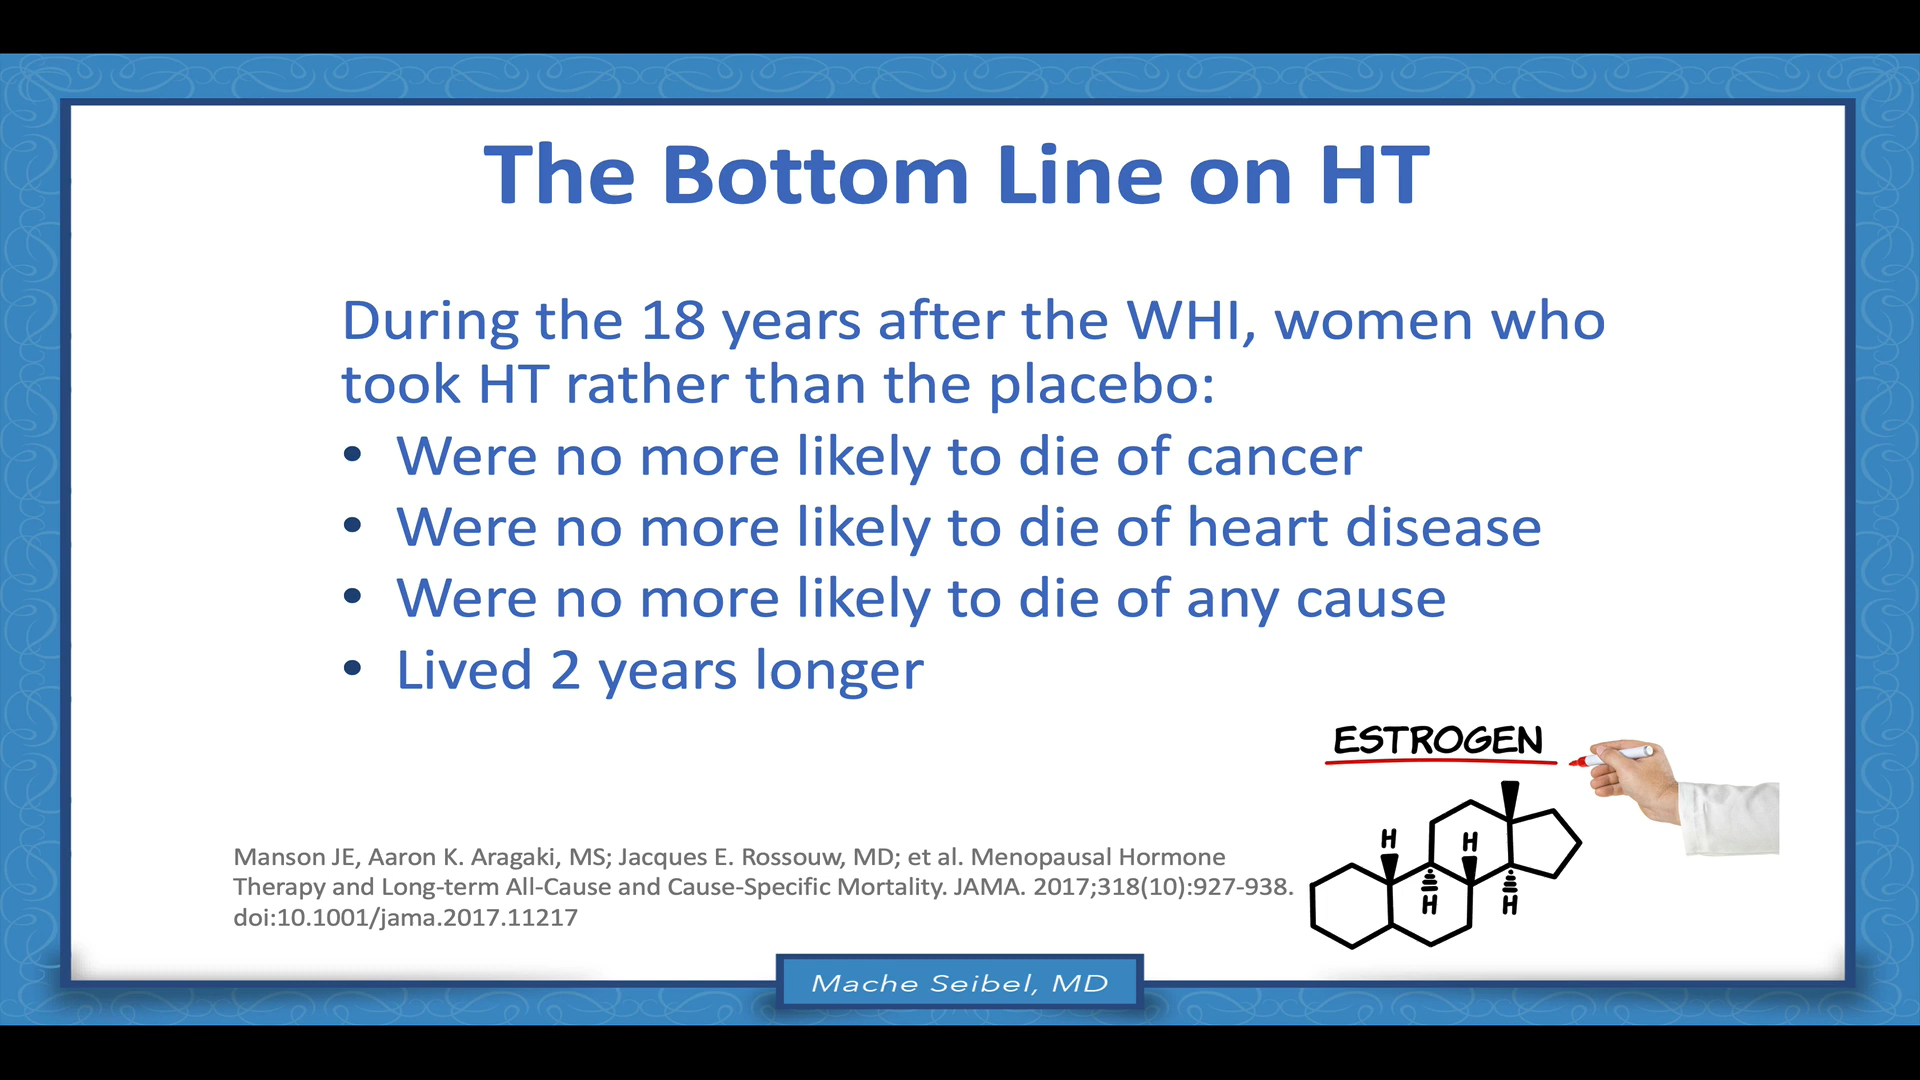 The Bottom Line on HT
During the 18 years after the WHI, women who
took HT rather than the placebo:
• Were no more likely to die of cancer
• Were no more likely to die of heart disease
• Were no more likely to die of any cause
• Lived 2 years longer
ESTROGEN
H
H
H
H
Manson JE, Aaron K. Aragaki, MS; Jacques E. Rossouw, MD; et al. Menopausal Hormone
Therapy and Long-term All-Cause and Cause-Specific Mortality. JAMA. 2017;318(10):927-938.
doi:10.1001/jama.2017.11217
Mache Seibel, MD